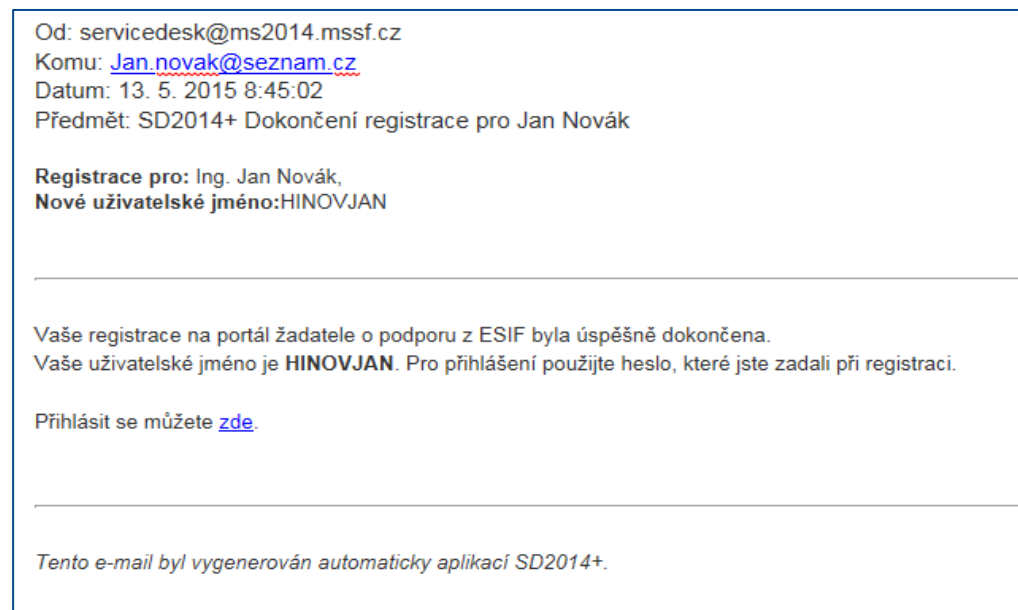 Od: servicedesk@ms2014.mssf.cz
Komu: Jan.novak@seznam.cz
Datum: 13. 5. 2015 8:45:02
Předmět: SD2014+ Dokončení registrace pro Jan Novák
Registrace pro: Ing. Jan Novák,
Nové uživatelské jméno:HINOVJAN
Vaše registrace na portál žadatele o podporu z ESIF byla úspěšně dokončena.
Vaše uživatelské jméno je HINOVJAN. Pro přihlášení použijte heslo, které jste zadali při registraci.
Přihlásit se můžete zde.
Tento e-mail byl vygenerován automaticky aplikací SD2014+.